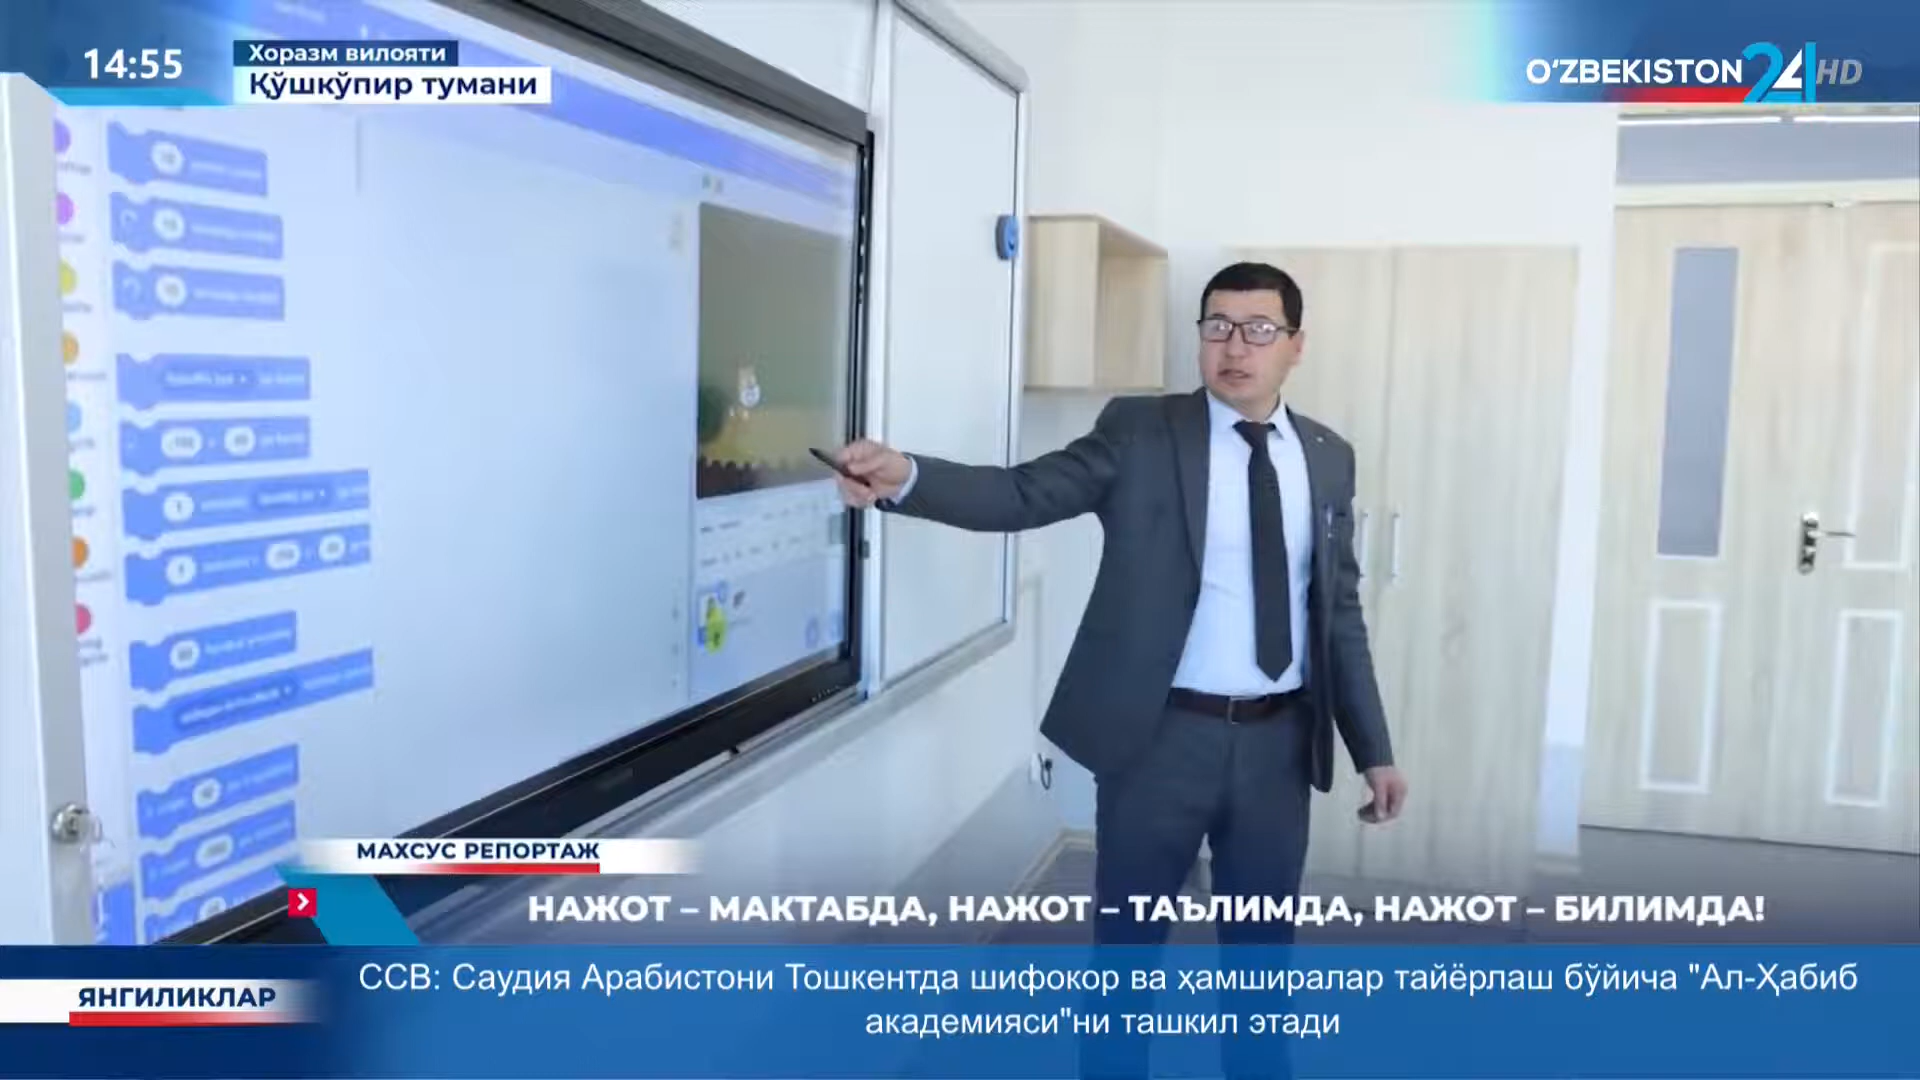 14:55
Хоразм вилояти
Қўшкўпир тумани
O‘ZBEKISTON 24 HD
МАХСУС РЕПОРТАЖ
НАЖОТ – МАКТАБДА, НАЖОТ – ТАЪЛИМДА, НАЖОТ – БИЛИМДА!
ЯНГИЛИКЛАР
ССВ: Саудия Арабистони Тошкентда шифокор ва ҳамширалар тайёрлаш бўйича "Ал-Ҳабиб
академияси"ни ташкил этади